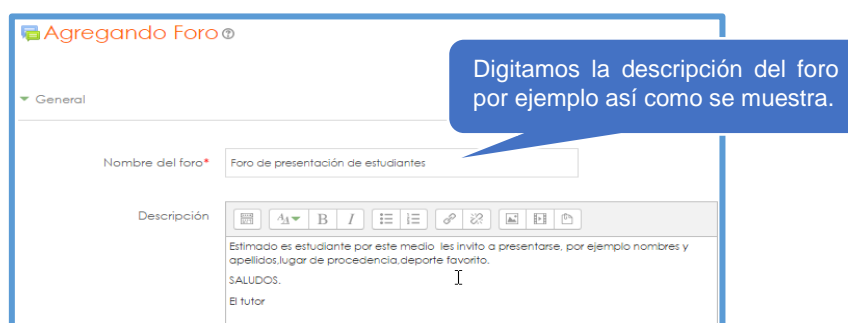 Agregando Foro
Digitamos la descripción del foro
por ejemplo así como se muestra.
General
Nombre del foro*
Foro de presentación de estudiantes
Descripción
B I
Estimado es estudiante por este medio les invito a presentarse, por ejemplo nombres y
apellidos,lugar de procedencia,deporte favorito.
SALUDOS.
El tutor